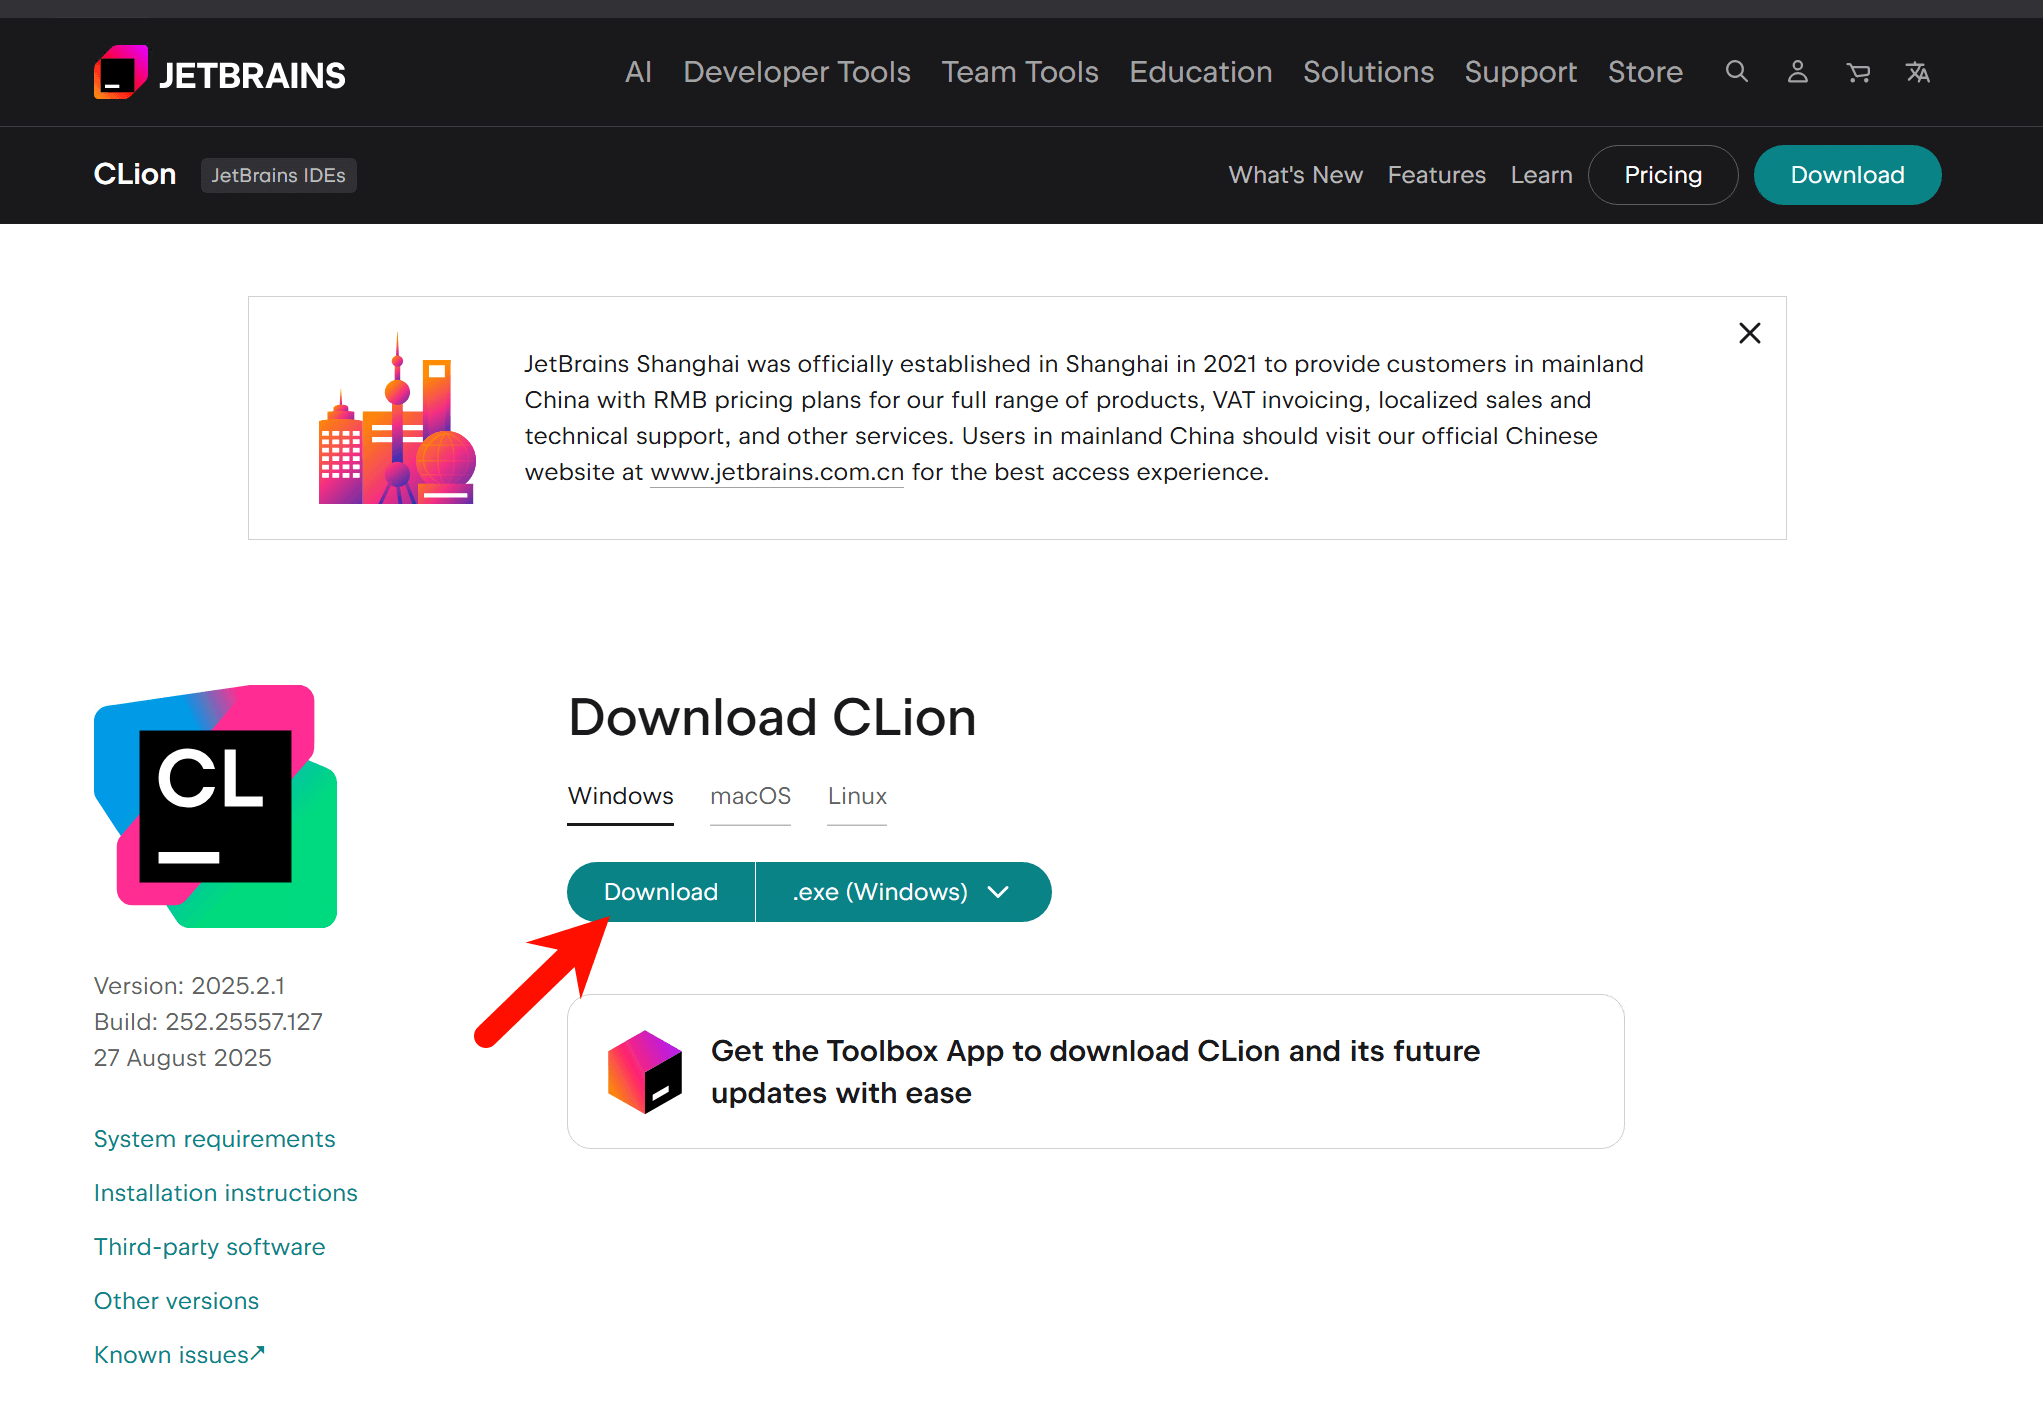 JETBRAINS
AI Developer Tools Team Tools Education Solutions Support Store
CLion JetBrains IDEs What's New Features Learn Pricing Download
JetBrains Shanghai was officially established in Shanghai in 2021 to provide customers in mainland
China with RMB pricing plans for our full range of products, VAT invoicing, localized sales and
technical support, and other services. Users in mainland China should visit our official Chinese
website at www.jetbrains.com.cn for the best access experience.
CL
Download CLion
Windows macOS Linux
Download .exe (Windows)
Version: 2025.2.1
Build: 252.25557.127
27 August 2025
Get the Toolbox App to download CLion and its future
updates with ease
System requirements
Installation instructions
Third-party software
Other versions
Known issues↗